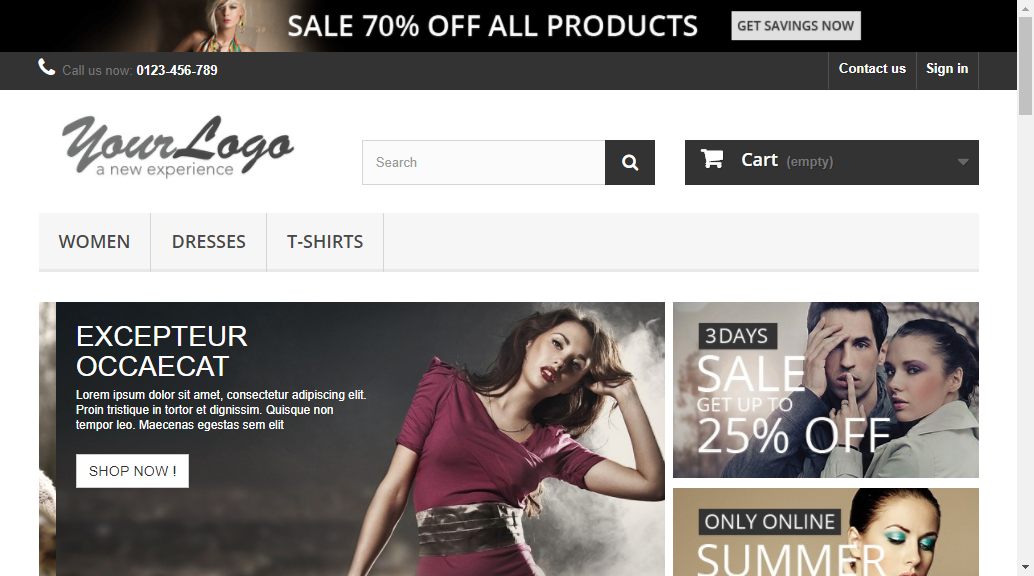 SALE 70% OFF ALL PRODUCTS GET SAVINGS NOW
Call us now: 0123-456-789 Contact us Sign in
YourLogo
a new experience
Search
Cart (empty)
WOMEN DRESSES T-SHIRTS
EXCEPTEUR
OCCAECAT
Lorem ipsum dolor sit amet, consectetur adipiscing elit.
Proin tristique in tortor et dignissim. Quisque non
tempor leo. Maecenas egestas sem elit
SHOP NOW !
3 DAYS
SALE
GET UP TO
25% OFF
ONLY ONLINE
SUMMER